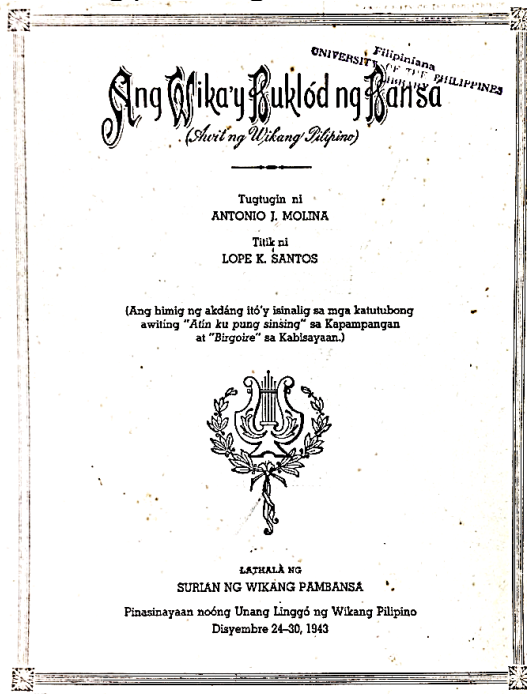 Filipiniana
UNIVERSITY OF THE PHILIPPINES
LIBRARY
Ang Wika'y Buklód ng Bansa
(Awit ng Wikang Pilipino)
Tugtugin ni
ANTONIO J. MOLINA
Titik ni
LOPE K. SANTOS
(Ang himig ng akdáng itó'y isinalig sa mga katutubong
awiting "Atin ku pung sinsing" sa Kapampangan
at "Birgoire" sa Kabisayaan.)
LATHALÀ NG
SURIAN NG WIKANG PAMBANSA
Pinasinayaan noóng Unang Linggó ng Wikang Pilipino
Disyembre 24–30, 1943